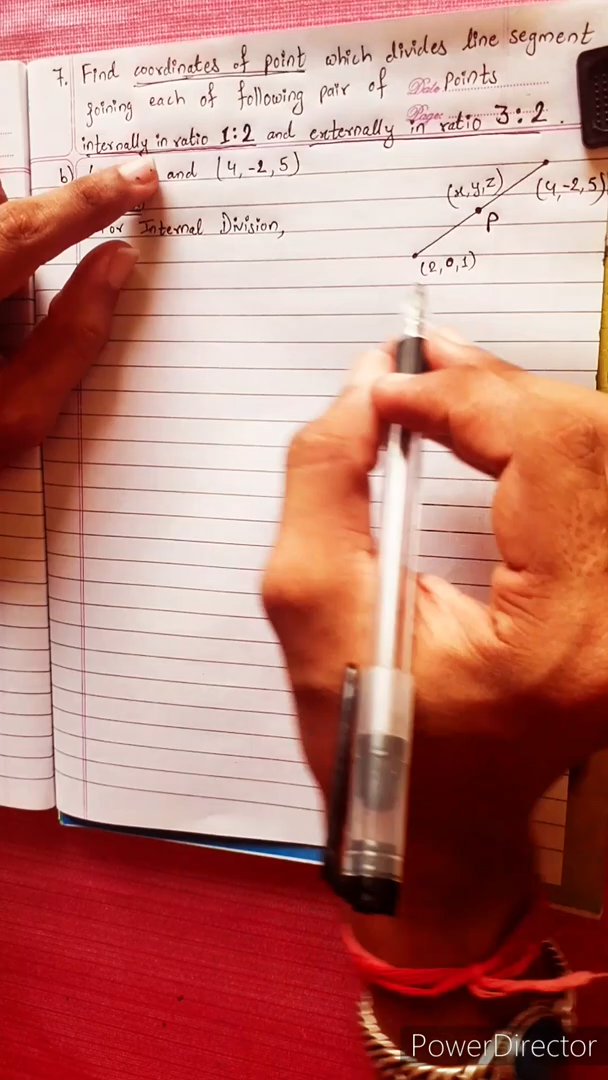 7. Find coordinates of point which divides line segment
joining each of following pair of points
Date
Page:
internally in ratio 1:2 and externally in ratio 3:2.
b) and (4,-2,5)
(x,y,z)
(4,-2,5)
P
(2,0,1)
For Internal Division,
PowerDirector